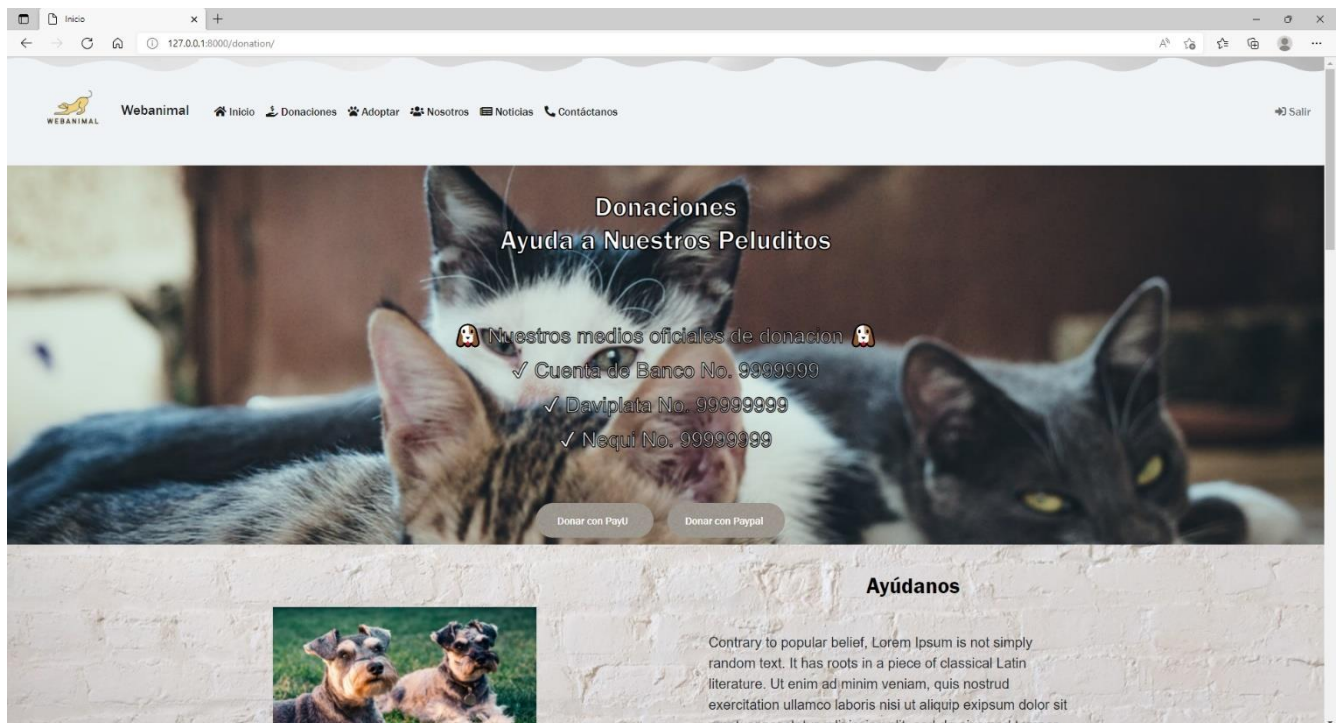 Inicio
127.0.0.1:8000/donation/
WEBANIMAL
Webanimal
Inicio Donaciones Adoptar Nosotros Noticias Contáctanos
Salir
Donaciones
Ayuda a Nuestros Peluditos
Nuestros medios oficiales de donacion
✓ Cuenta de Banco No. 9999999
✓ Daviplata No. 99999999
✓ Nequi No. 99999999
Donar con PayU Donar con Paypal
Ayúdanos
Contrary to popular belief, Lorem Ipsum is not simply
random text. It has roots in a piece of classical Latin
literature. Ut enim ad minim veniam, quis nostrud
exercitation ullamco laboris nisi ut aliquip exipsum dolor sit